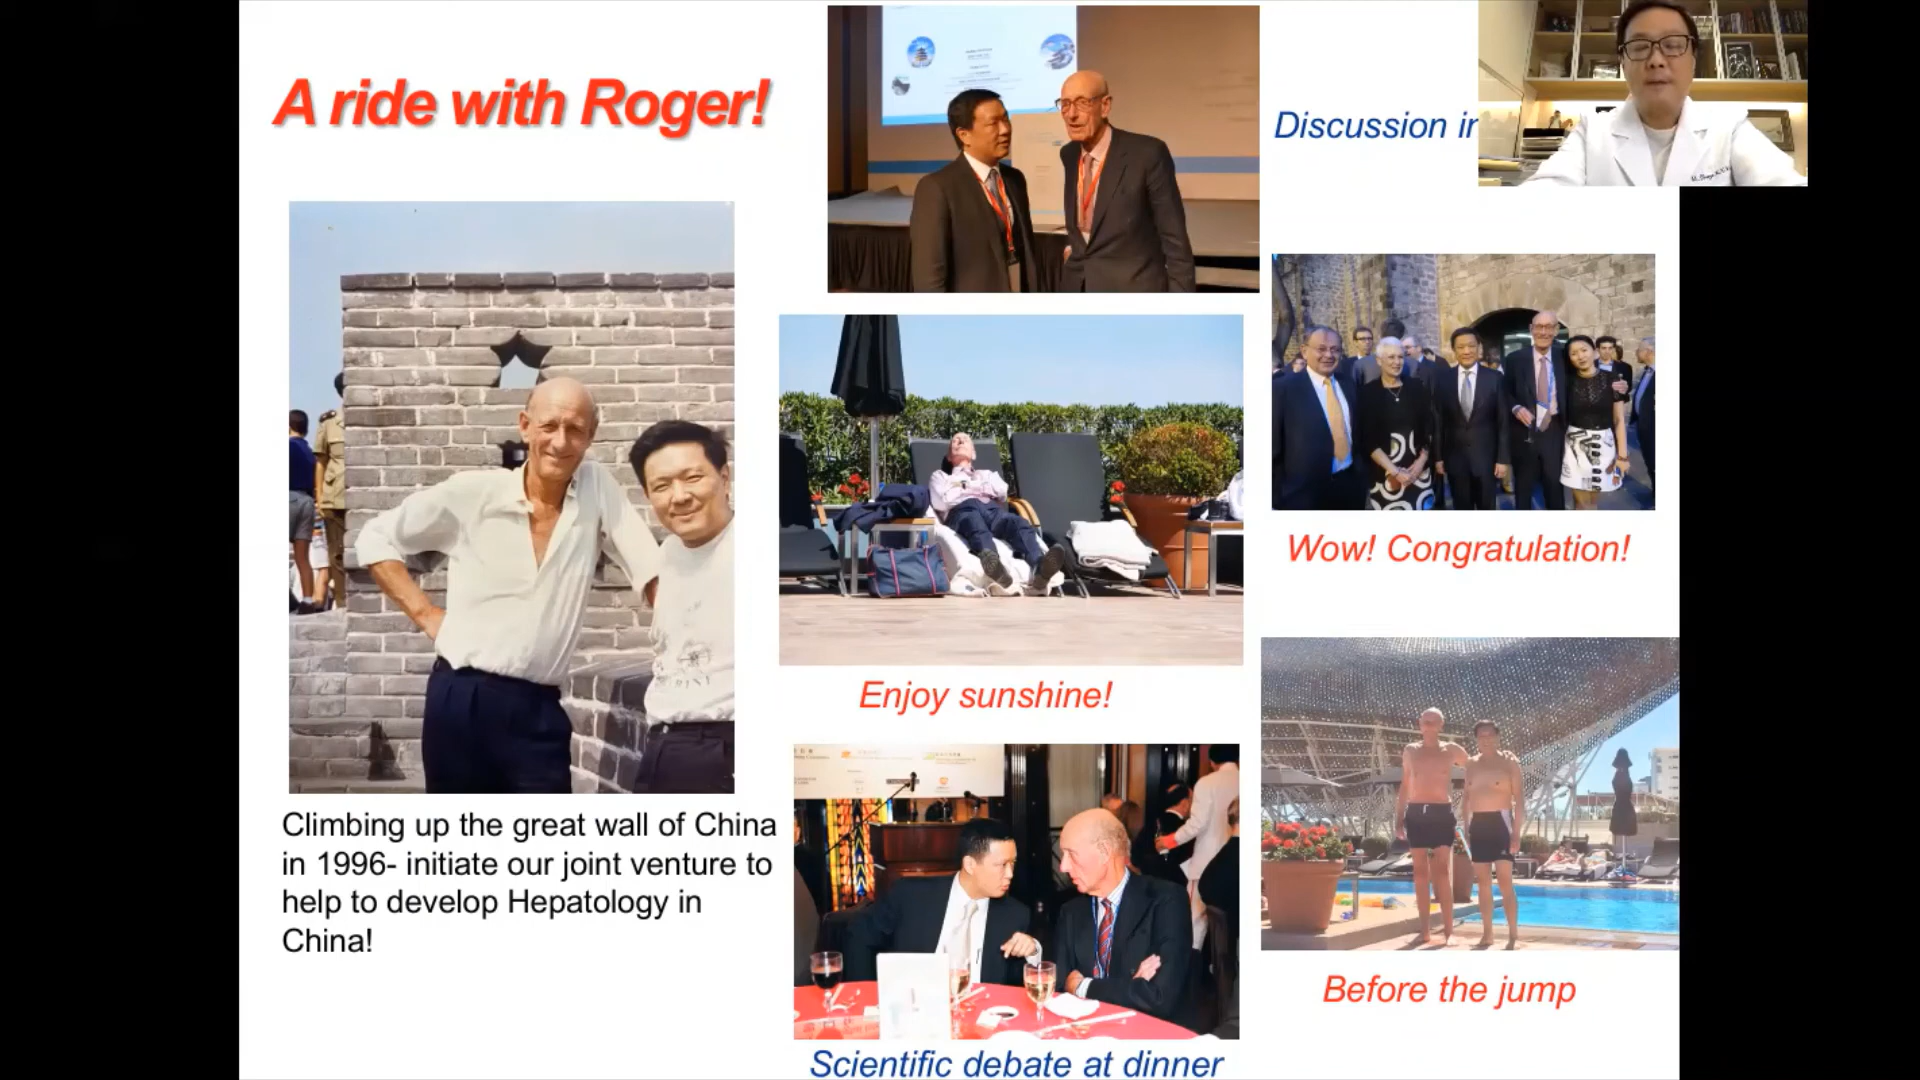 A ride with Roger!
Discussion in
Wow! Congratulation!
Enjoy sunshine!
Climbing up the great wall of China
in 1996- initiate our joint venture to
help to develop Hepatology in
China!
Before the jump
Scientific debate at dinner